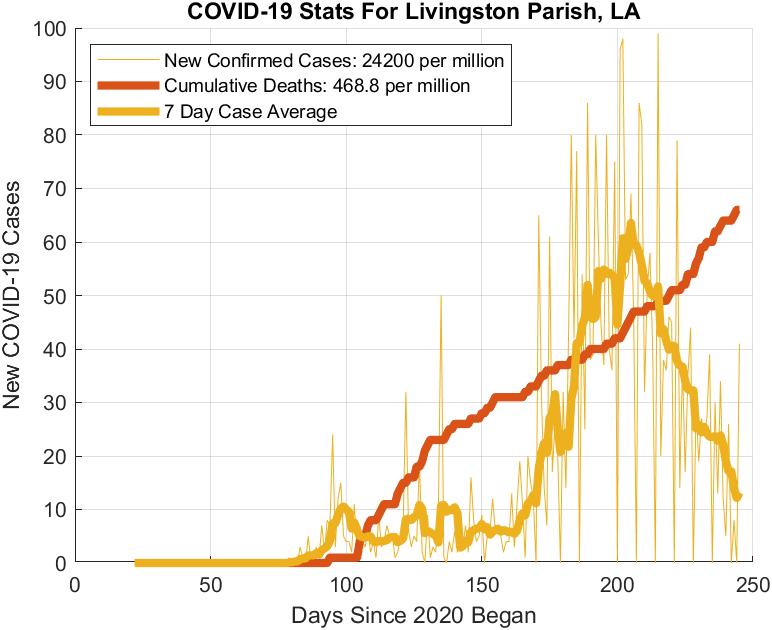 COVID-19 Stats For Livingston Parish, LA
New Confirmed Cases: 24200 per million
Cumulative Deaths: 468.8 per million
7 Day Case Average
New COVID-19 Cases
100
90
80
70
60
50
40
30
20
10
0
0 50 100 150 200 250
Days Since 2020 Began